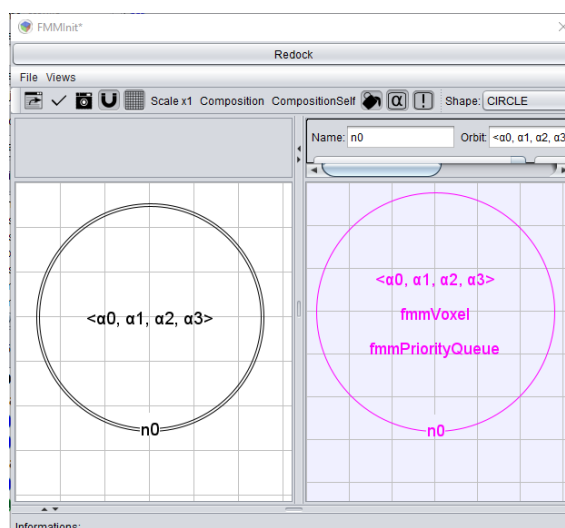 FMMInit*
Redock
File Views
Scale x1 Composition CompositionSelf α ! Shape: CIRCLE
Name: n0 Orbit: <α0, α1, α2, α3
<α0, α1, α2, α3>
n0
<α0, α1, α2, α3>
fmmVoxel
fmmPriorityQueue
n0
Informations: